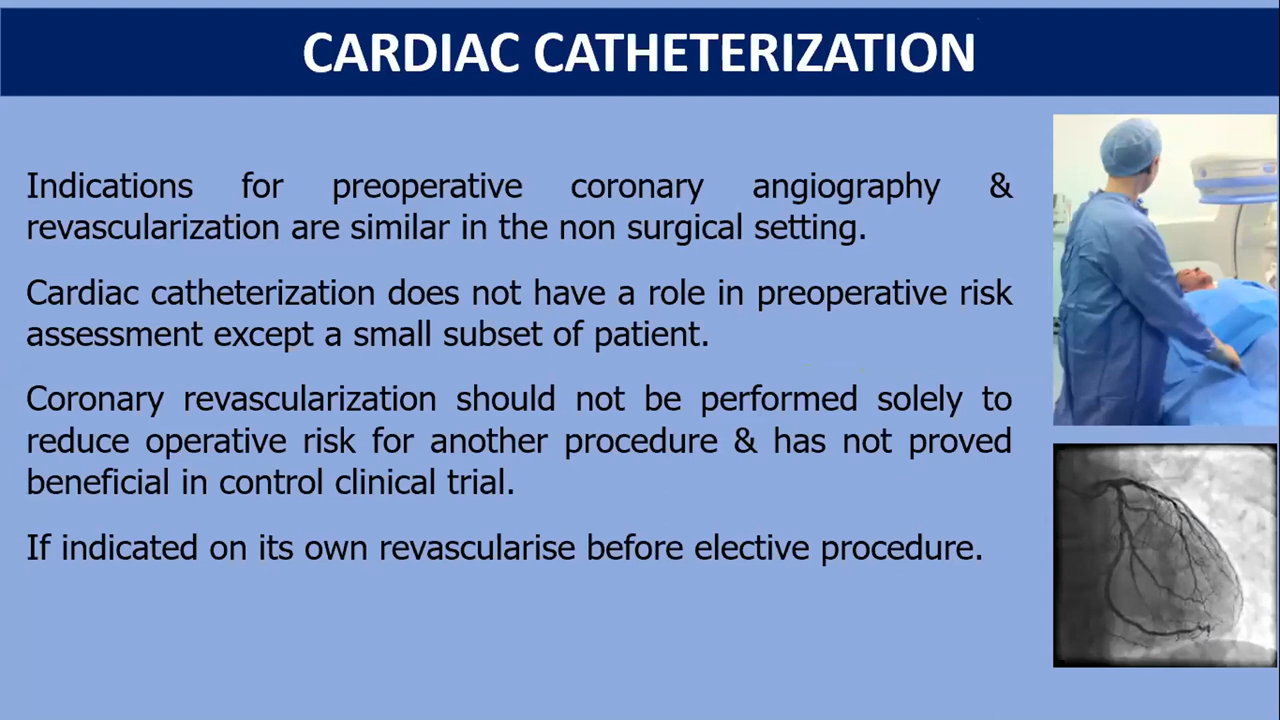 CARDIAC CATHETERIZATION
Indications for preoperative coronary angiography &
revascularization are similar in the non surgical setting.
Cardiac catheterization does not have a role in preoperative risk
assessment except a small subset of patient.
Coronary revascularization should not be performed solely to
reduce operative risk for another procedure & has not proved
beneficial in control clinical trial.
If indicated on its own revascularise before elective procedure.